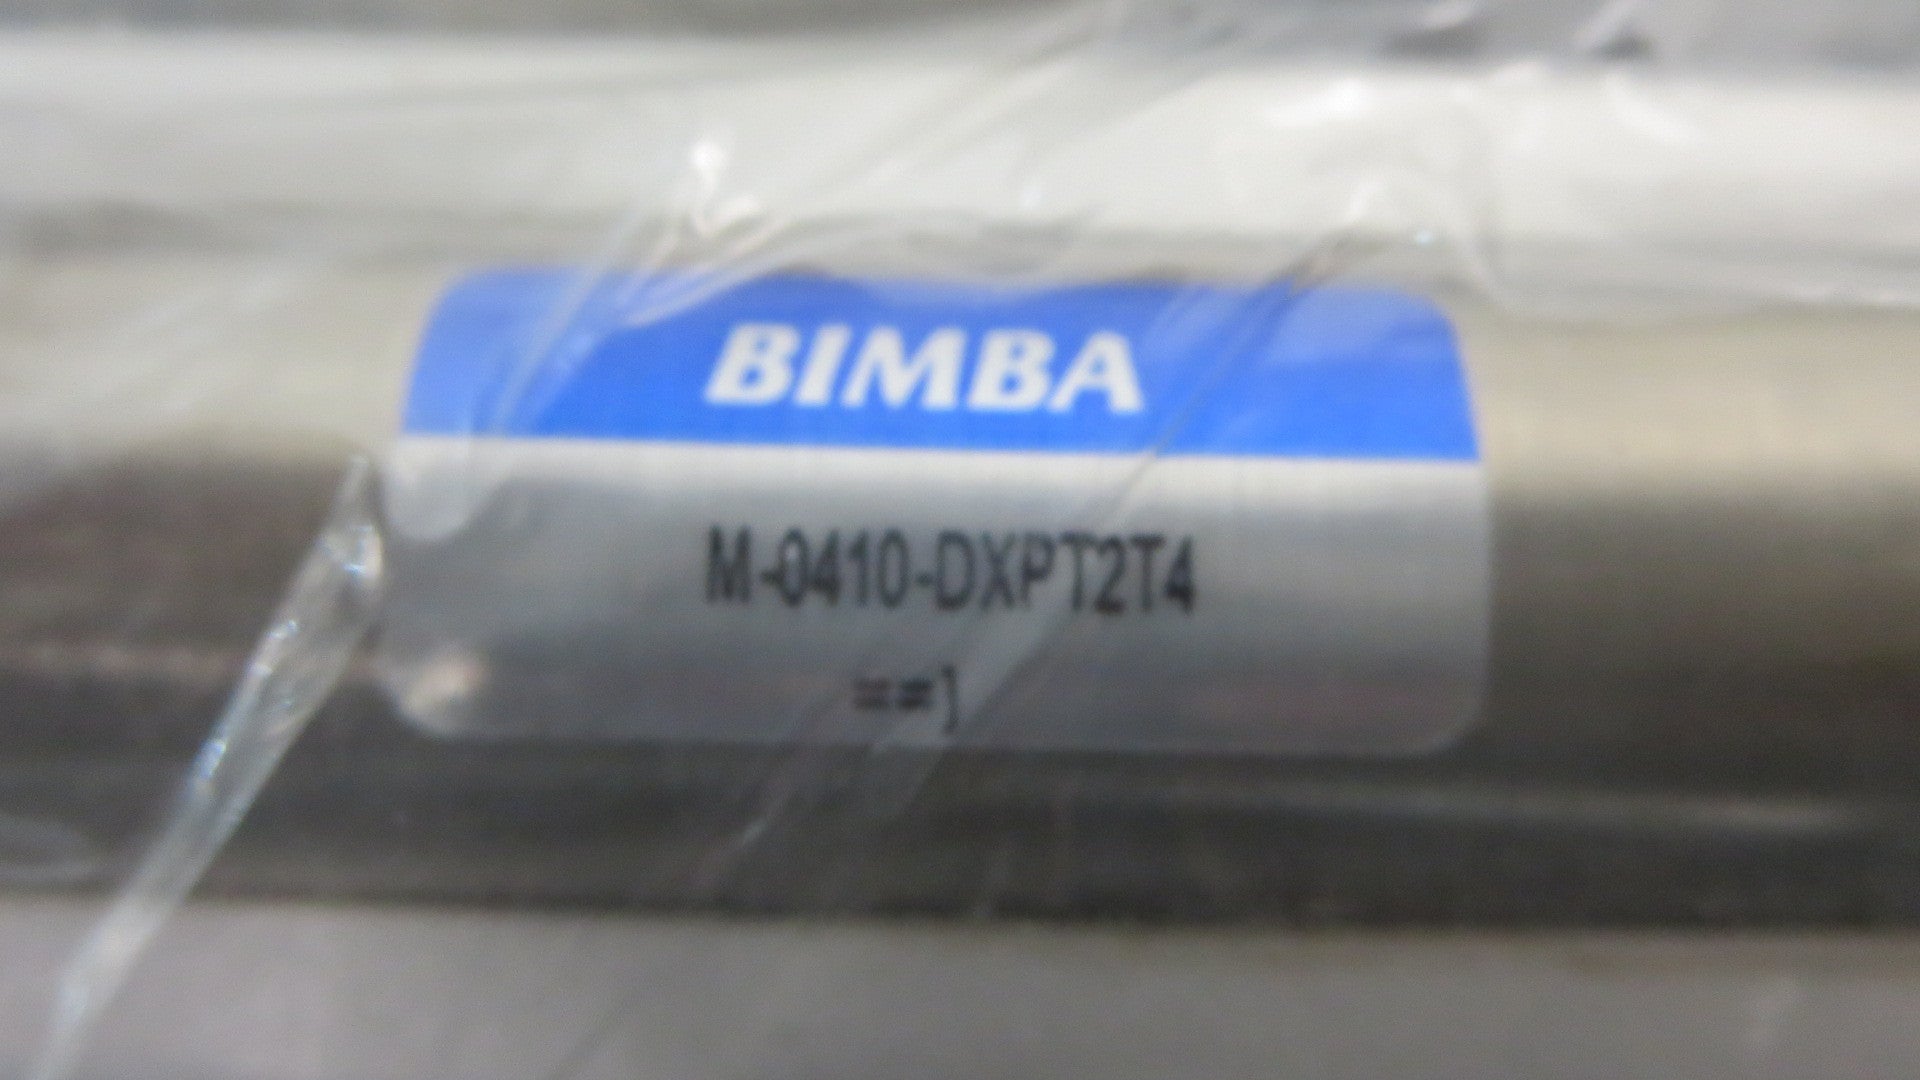 BIMBA
M-0410-DXPT2T4
==]